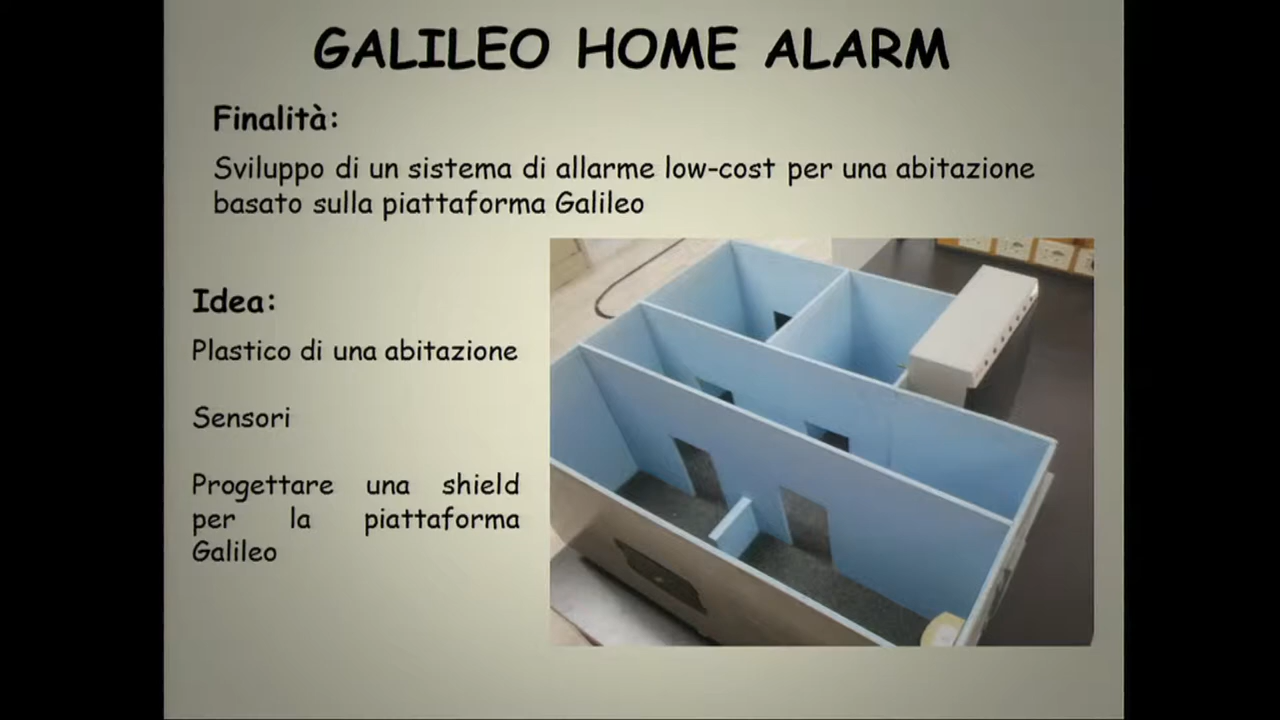 GALILEO HOME ALARM
Finalità:
Sviluppo di un sistema di allarme low-cost per una abitazione
basato sulla piattaforma Galileo
Idea:
Plastico di una abitazione
Sensori
Progettare una shield
per la piattaforma
Galileo